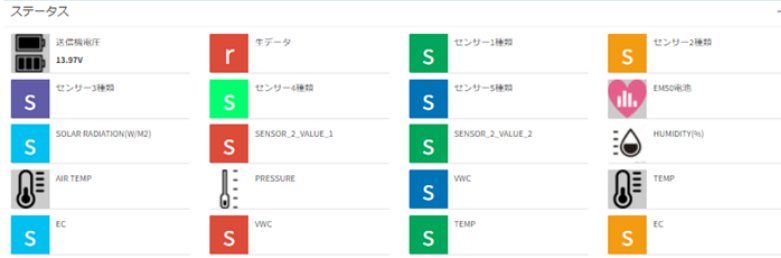 ステータス
送信機電圧
13.97V
r
生データ
s
センサー1種類
s
センサー2種類
s
センサー3種類
s
センサー4種類
s
センサー5種類
EM50電池
s
SOLAR RADIATION(W/M2)
s
SENSOR_2_VALUE_1
s
SENSOR_2_VALUE_2
HUMIDITY(%)
AIR TEMP
PRESSURE
s
VWC
TEMP
s
EC
s
VWC
s
TEMP
s
EC